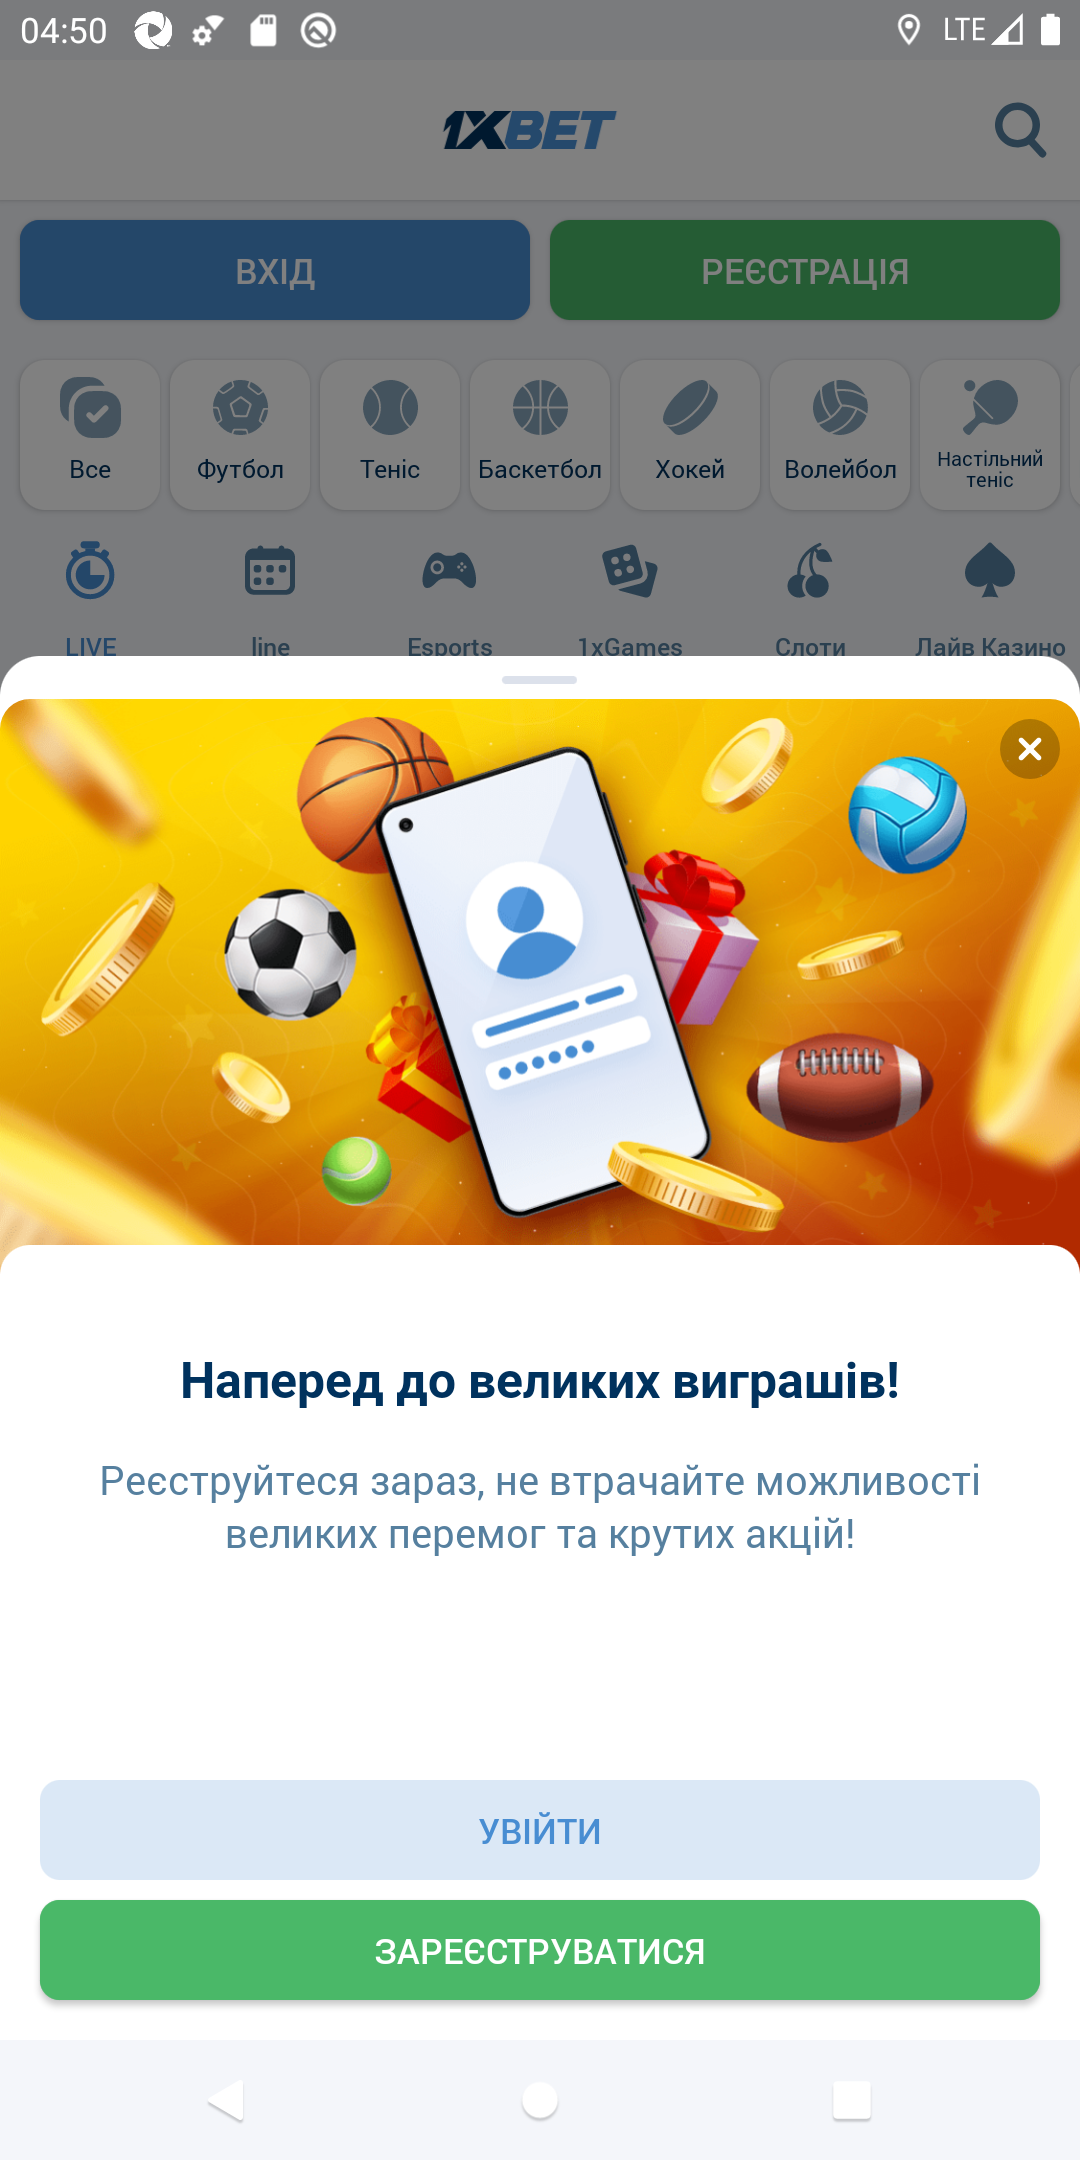 04:50
LTE
1XBET
ВХІД
РЕЄСТРАЦІЯ
Все
Футбол
Теніс
Баскетбол
Хокей
Волейбол
Настільний
теніс
LIVE
line
Esports
1xGames
Слоти
Лайв Казино
Наперед до великих виграшів!
Реєструйтеся зараз, не втрачайте можливості
великих перемог та крутих акцій!
УВІЙТИ
ЗАРЕЄСТРУВАТИСЯ